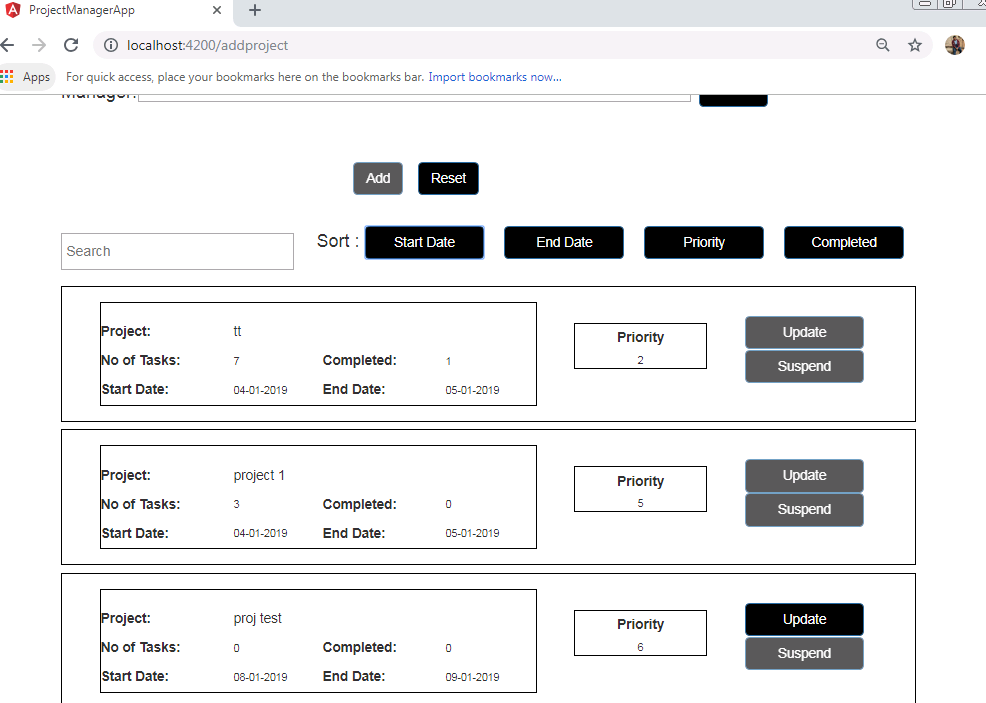 ProjectManagerApp
localhost:4200/addproject
Apps For quick access, place your bookmarks here on the bookmarks bar. Import bookmarks now...
Manager:
Add Reset
Search Sort : Start Date End Date Priority Completed
Project: tt
No of Tasks: 7 Completed: 1
Start Date: 04-01-2019 End Date: 05-01-2019
Priority
2
Update
Suspend
Project: project 1
No of Tasks: 3 Completed: 0
Start Date: 04-01-2019 End Date: 05-01-2019
Priority
5
Update
Suspend
Project: proj test
No of Tasks: 0 Completed: 0
Start Date: 08-01-2019 End Date: 09-01-2019
Priority
6
Update
Suspend